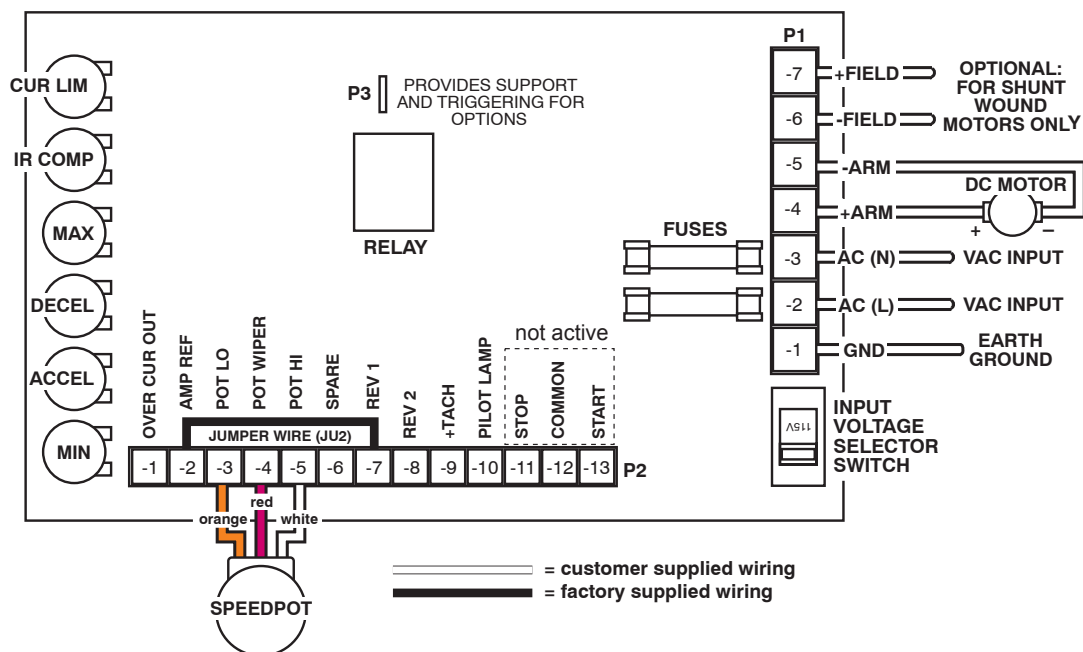 CUR LIM
IR COMP
MAX
DECEL
ACCEL
MIN
P3
PROVIDES SUPPORT
AND TRIGGERING FOR
OPTIONS
RELAY
FUSES
P1
-7 +FIELD
-6 -FIELD
-5 -ARM
-4 +ARM
-3 AC (N) VAC INPUT
-2 AC (L) VAC INPUT
-1 GND EARTH
GROUND
OPTIONAL:
FOR SHUNT
WOUND
MOTORS ONLY
DC MOTOR
+ −
115V
INPUT
VOLTAGE
SELECTOR
SWITCH
not active
OVER CUR OUT
AMP REF
POT LO
POT WIPER
POT HI
SPARE
REV 1
REV 2
+TACH
PILOT LAMP
STOP
COMMON
START
JUMPER WIRE (JU2)
-1 -2 -3 -4 -5 -6 -7 -8 -9 -10 -11 -12 -13 P2
orange red white
SPEEDPOT
= customer supplied wiring
= factory supplied wiring